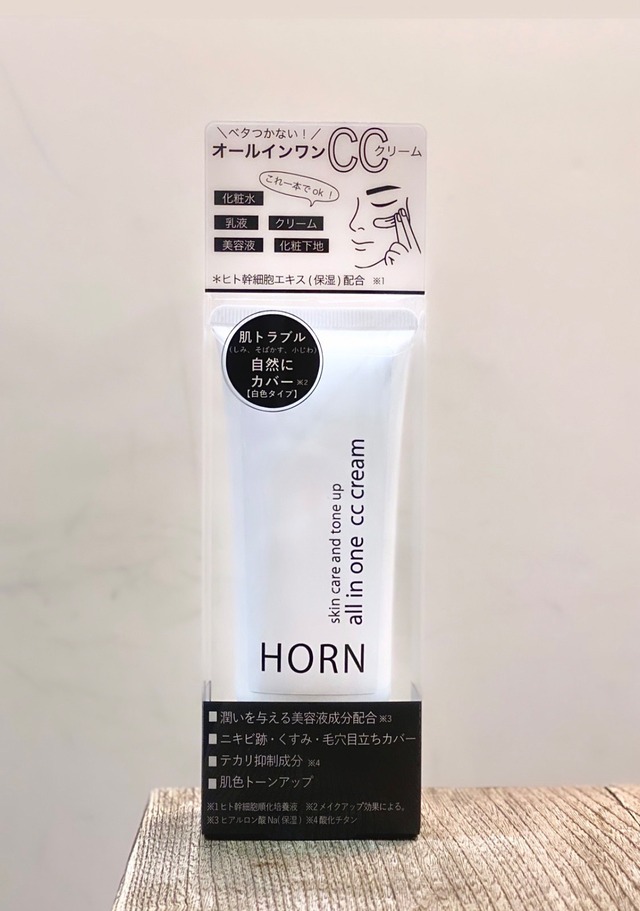 ＼ベタつかない！／
オールインワンCCクリーム
これ一本でok！
化粧水
乳液 クリーム
美容液 化粧下地
＊ヒト幹細胞エキス(保湿)配合 ※1
肌トラブル
(しみ、そばかす、小じわ)
自然に
カバー※2
【白色タイプ】
skin care and tone up
all in one cc cream
HORN
■潤いを与える美容液成分配合※3
■ニキビ跡・くすみ・毛穴目立ちカバー
■テカリ抑制成分 ※4
■肌色トーンアップ
※1ヒト幹細胞順化培養液 ※2メイクアップ効果による。
※3ヒアルロン酸Na(保湿) ※4酸化チタン